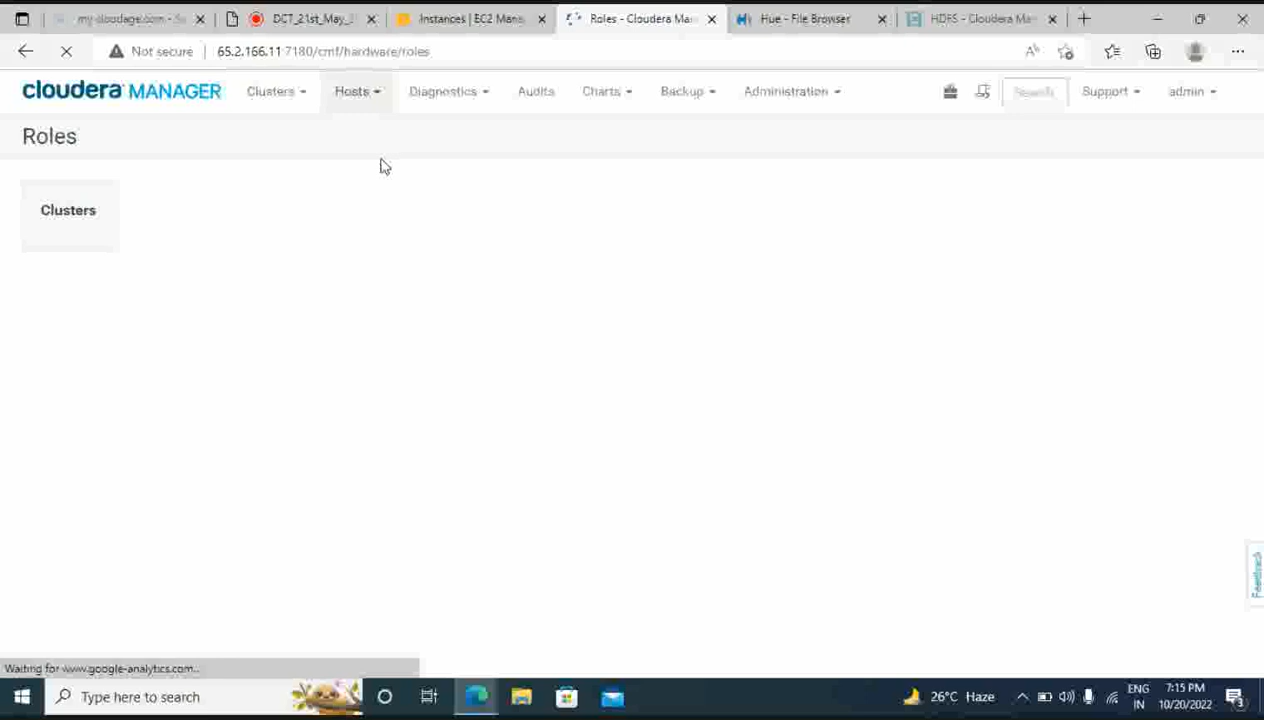 my-cloudage.com - S
DCT_21st_May_
Instances | EC2 Mana
Roles - Cloudera Ma
Hue - File Browser
HDFS - Cloudera Ma
Not secure
65.2.166.11:7180/cmf/hardware/roles
cloudera MANAGER
Clusters
Hosts
Diagnostics
Audits
Charts
Backup
Administration
Search
Support
admin
Roles
Clusters
Feedback
Waiting for www.google-analytics.com...
Type here to search
26°C Haze
ENG
IN
7:15 PM
10/20/2022
3